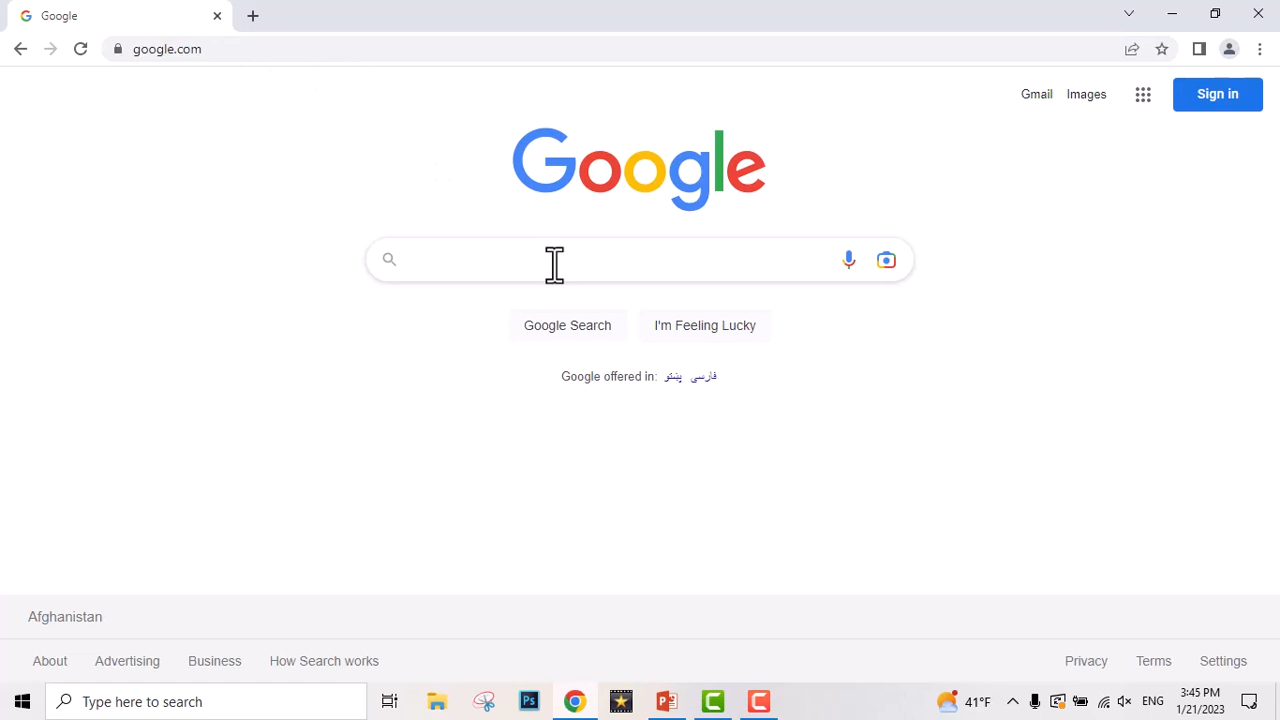 Google
google.com
Gmail Images Sign in
Google
Google Search I'm Feeling Lucky
Google offered in: پښتو فارسی
Afghanistan
About Advertising Business How Search works Privacy Terms Settings
Type here to search Ps 41°F ENG 3:45 PM
1/21/2023